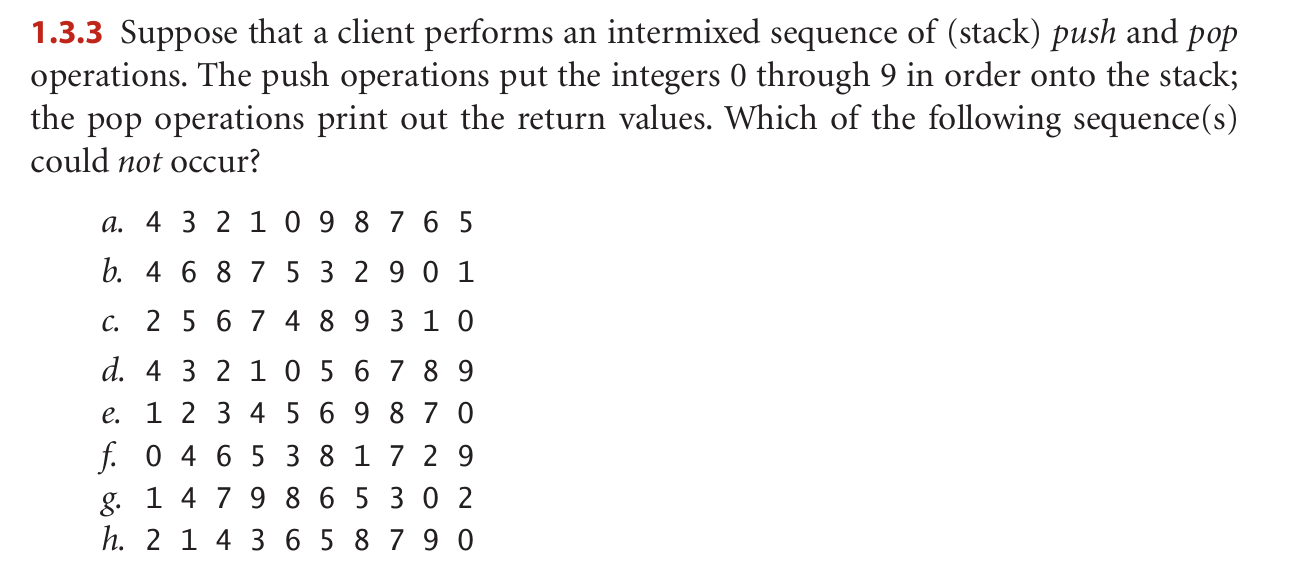 1.3.3 Suppose that a client performs an intermixed sequence of (stack) push and pop
operations. The push operations put the integers 0 through 9 in order onto the stack;
the pop operations print out the return values. Which of the following sequence(s)
could not occur?
a. 4 3 2 1 0 9 8 7 6 5
b. 4 6 8 7 5 3 2 9 0 1
c. 2 5 6 7 4 8 9 3 1 0
d. 4 3 2 1 0 5 6 7 8 9
e. 1 2 3 4 5 6 9 8 7 0
f. 0 4 6 5 3 8 1 7 2 9
g. 1 4 7 9 8 6 5 3 0 2
h. 2 1 4 3 6 5 8 7 9 0